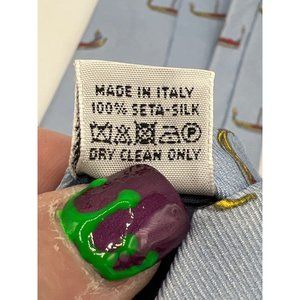 MADE IN ITALY
100% SETA-SILK
DRY CLEAN ONLY